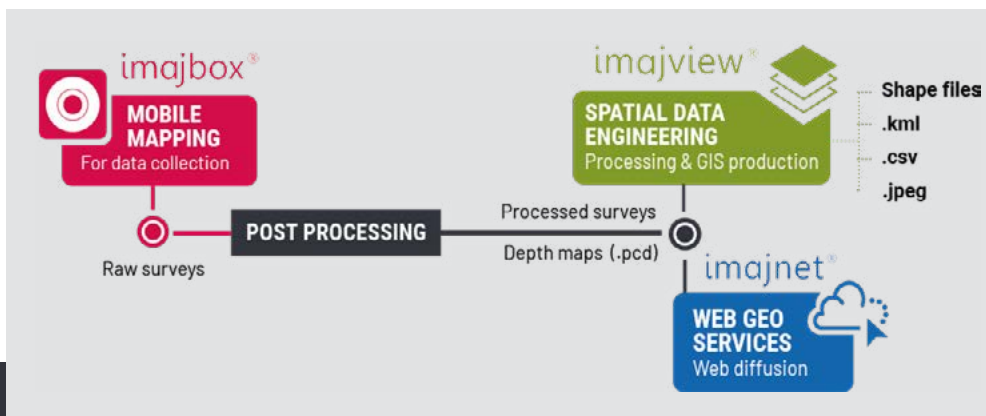 imajbox®
MOBILE
MAPPING
For data collection
Raw surveys
POST PROCESSING
Processed surveys
Depth maps (.pcd)
imajview®
SPATIAL DATA
ENGINEERING
Processing & GIS production
Shape files
.kml
.csv
.jpeg
imajnet®
WEB GEO
SERVICES
Web diffusion